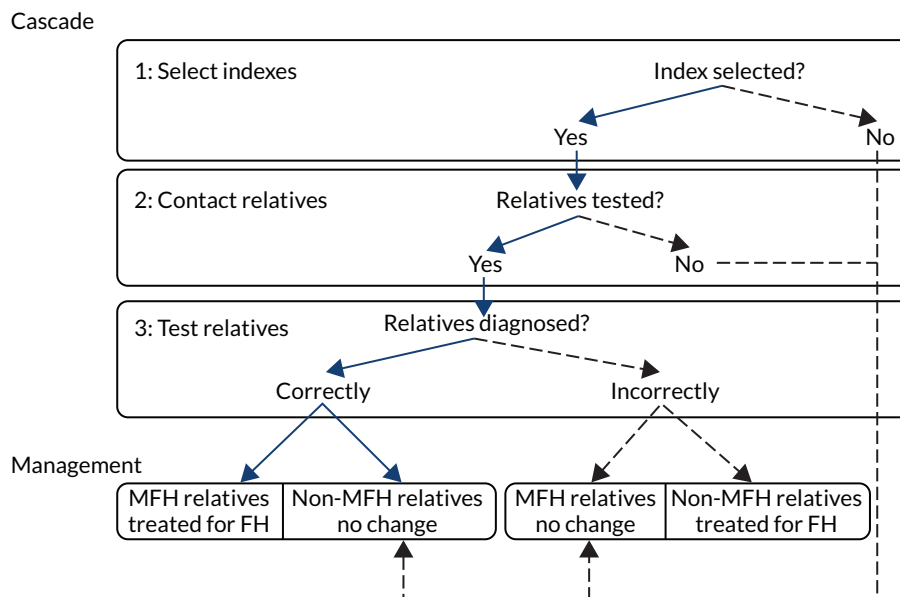 Cascade
1: Select indexes
Index selected?
Yes
No
2: Contact relatives
Relatives tested?
Yes
No
3: Test relatives
Relatives diagnosed?
Correctly
Incorrectly
Management
MFH relatives
treated for FH
Non-MFH relatives
no change
MFH relatives
no change
Non-MFH relatives
treated for FH